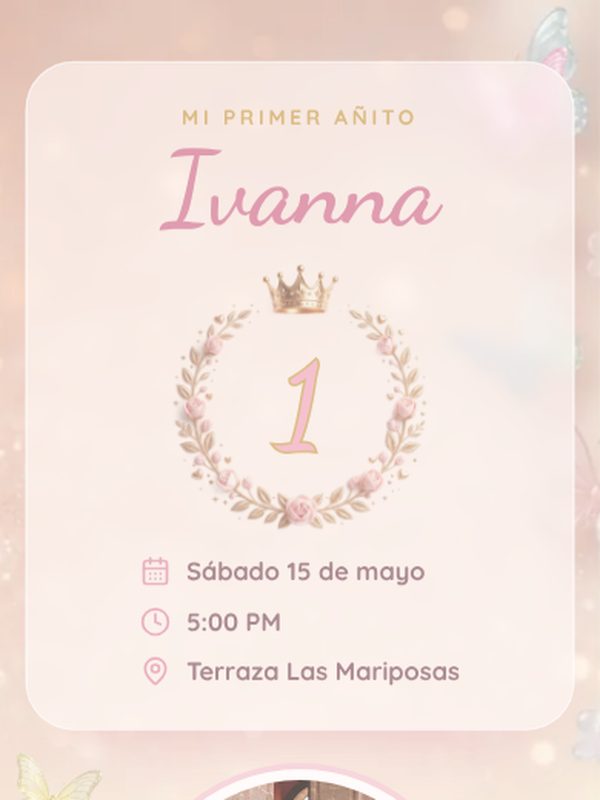 MI PRIMER AÑITO
Ivanna
1
Sábado 15 de mayo
5:00 PM
Terraza Las Mariposas